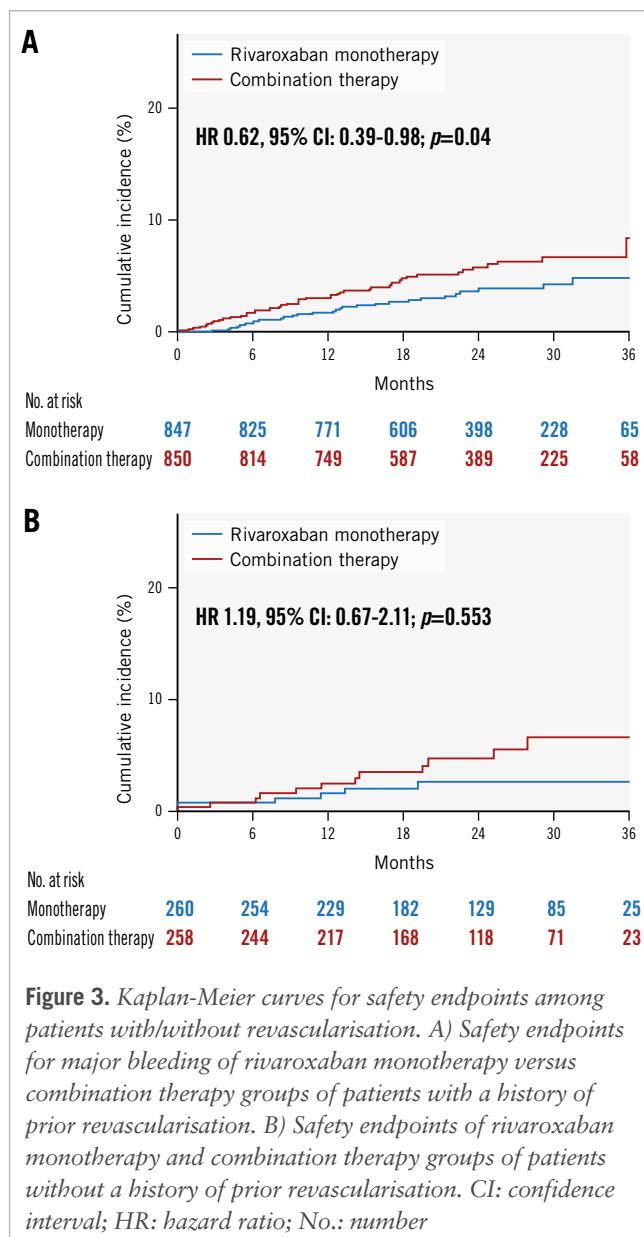 A
Rivaroxaban monotherapy
Combination therapy
HR 0.62, 95% CI: 0.39-0.98; p=0.04
Cumulative incidence (%)
20
10
0
0 6 12 18 24 30 36
Months
No. at risk
Monotherapy 847 825 771 606 398 228 65
Combination therapy 850 814 749 587 389 225 58
B
Rivaroxaban monotherapy
Combination therapy
HR 1.19, 95% CI: 0.67-2.11; p=0.553
Cumulative incidence (%)
20
10
0
0 6 12 18 24 30 36
Months
No. at risk
Monotherapy 260 254 229 182 129 85 25
Combination therapy 258 244 217 168 118 71 23
Figure 3. Kaplan-Meier curves for safety endpoints among
patients with/without revascularisation. A) Safety endpoints
for major bleeding of rivaroxaban monotherapy versus
combination therapy groups of patients with a history of
prior revascularisation. B) Safety endpoints of rivaroxaban
monotherapy and combination therapy groups of patients
without a history of prior revascularisation. CI: confidence
interval; HR: hazard ratio; No.: number